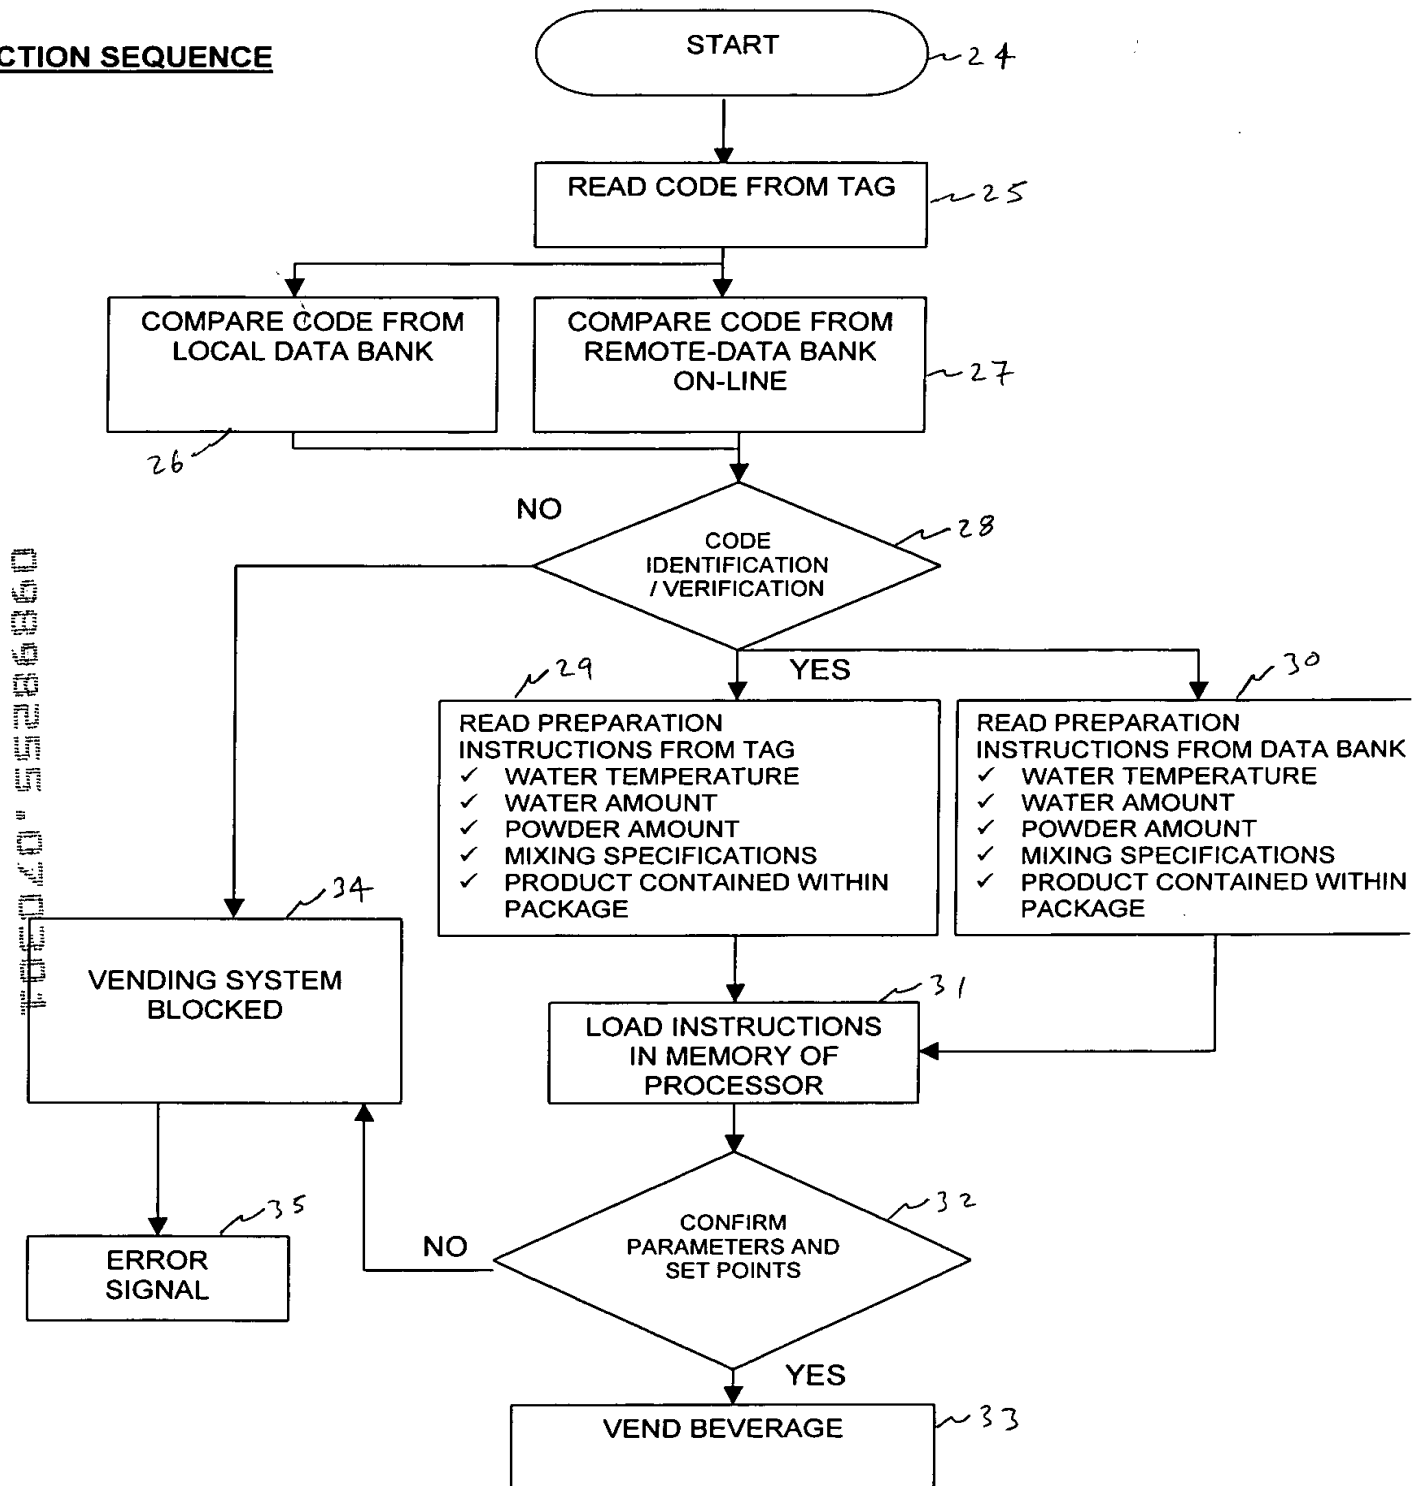 CTION SEQUENCE
START
24
READ CODE FROM TAG
25
COMPARE CODE FROM
LOCAL DATA BANK
26
COMPARE CODE FROM
REMOTE-DATA BANK
ON-LINE
27
NO
CODE
IDENTIFICATION
/ VERIFICATION
28
YES
29
READ PREPARATION
INSTRUCTIONS FROM TAG
✓ WATER TEMPERATURE
✓ WATER AMOUNT
✓ POWDER AMOUNT
✓ MIXING SPECIFICATIONS
✓ PRODUCT CONTAINED WITHIN
PACKAGE
30
READ PREPARATION
INSTRUCTIONS FROM DATA BANK
✓ WATER TEMPERATURE
✓ WATER AMOUNT
✓ POWDER AMOUNT
✓ MIXING SPECIFICATIONS
✓ PRODUCT CONTAINED WITHIN
PACKAGE
09898255.070301
34
VENDING SYSTEM
BLOCKED
31
LOAD INSTRUCTIONS
IN MEMORY OF
PROCESSOR
35
ERROR
SIGNAL
NO
CONFIRM
PARAMETERS AND
SET POINTS
32
YES
VEND BEVERAGE
33